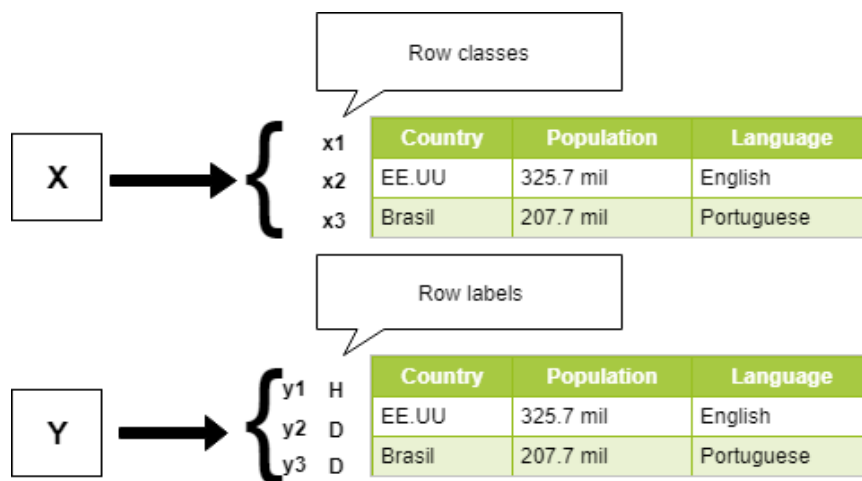 Row classes
X { x1 Country Population Language
x2 EE.UU 325.7 mil English
x3 Brasil 207.7 mil Portuguese
Row labels
Y { y1 H Country Population Language
y2 D EE.UU 325.7 mil English
y3 D Brasil 207.7 mil Portuguese